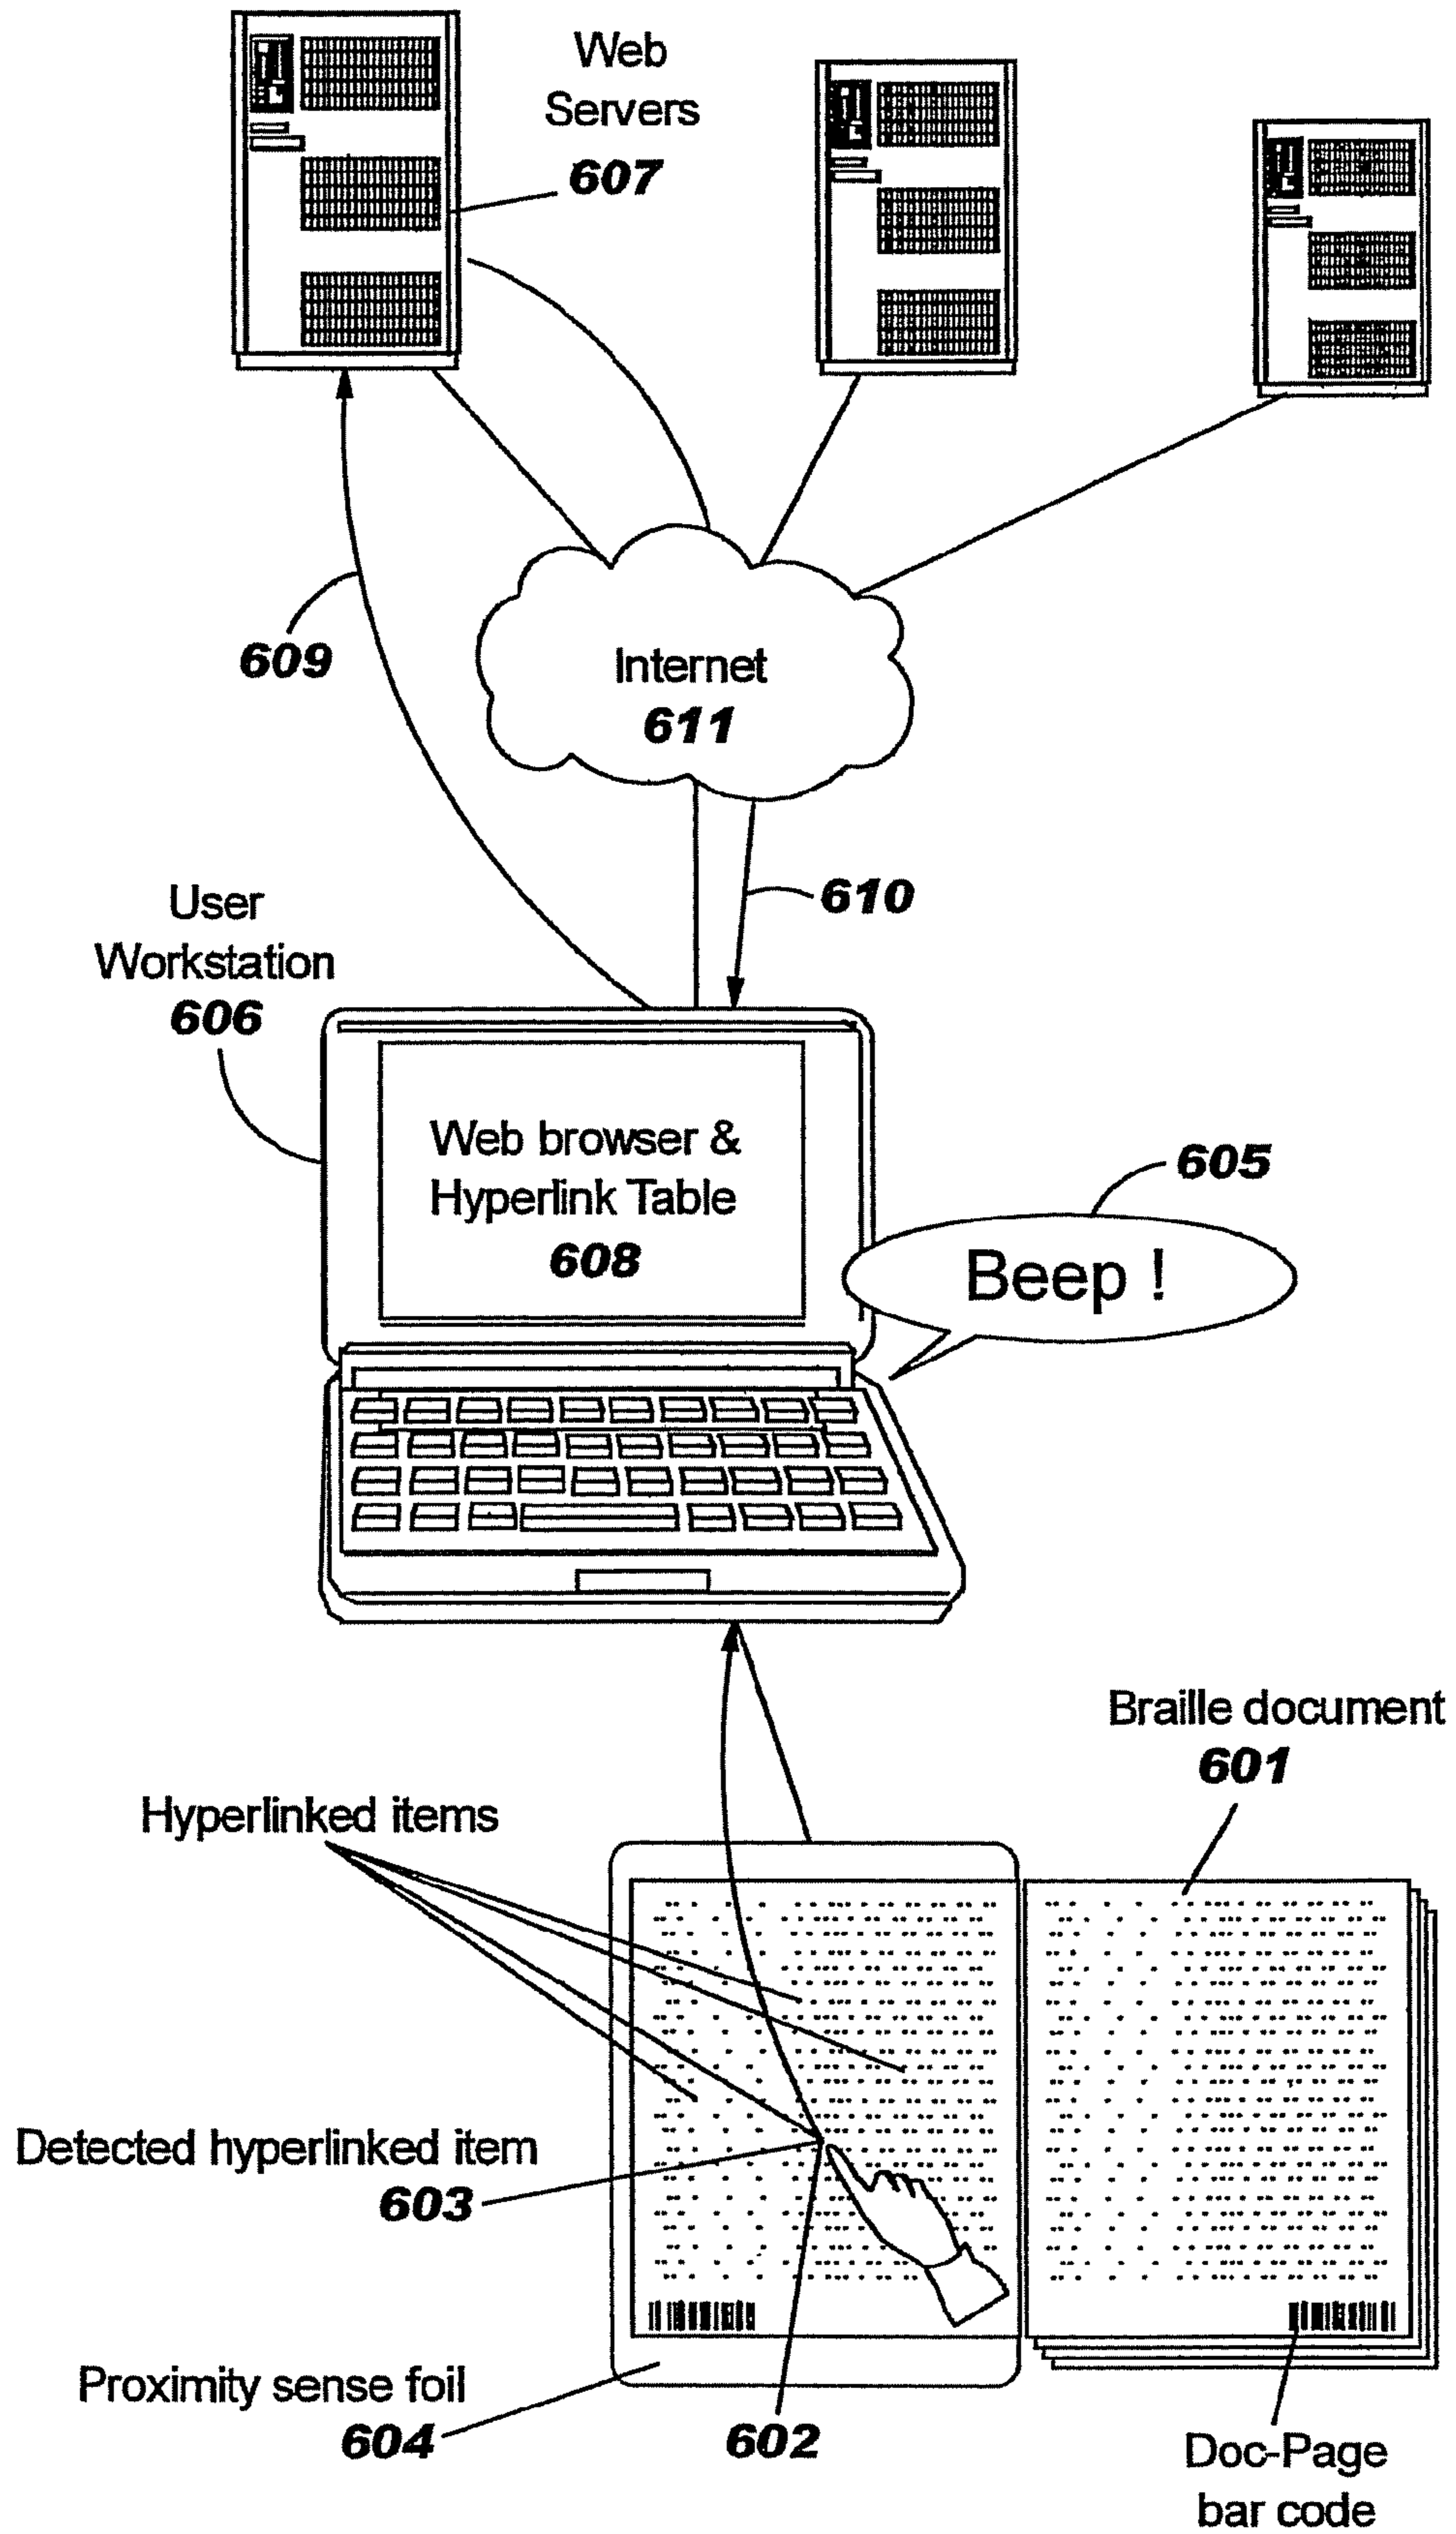 Web
Servers
607
609
Internet
611
610
User
Workstation
606
Web browser &
Hyperlink Table
608
605
Beep !
Braille document
601
Hyperlinked items
Detected hyperlinked item
603
Proximity sense foil
604
602
Doc-Page
bar code